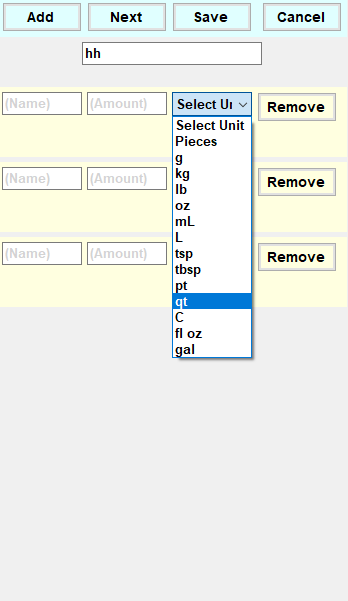 Add Next Save Cancel
hh
(Name) (Amount) Select Ur Remove
Select Unit
Pieces
g
kg
(Name) (Amount) Remove
lb
oz
mL
L
(Name) (Amount) Remove
tsp
tbsp
pt
qt
C
fl oz
gal